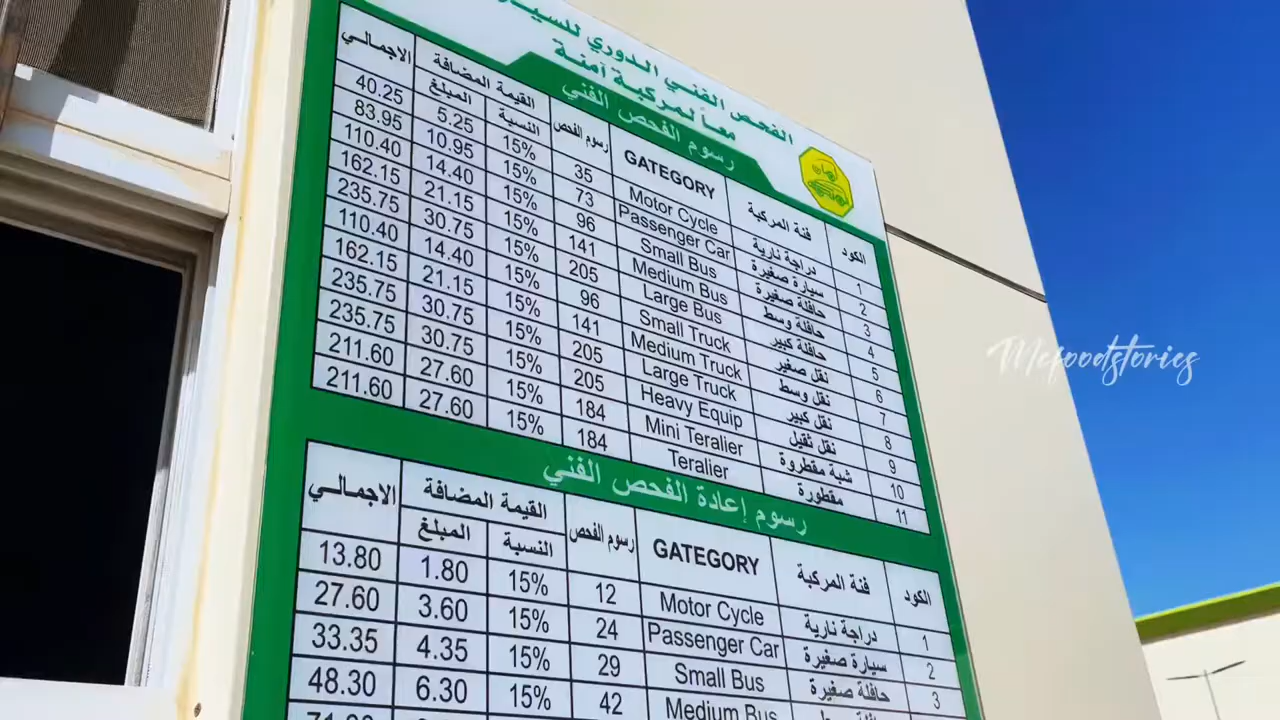 الفحص الفني الدوري
معاً لمركبة آمنة
رسوم الفحص الفني
الكود فئة المركبة GATEGORY رسوم الفحص القيمة المضافة الاجمالي
النسبة المبلغ
1 دراجة نارية Motor Cycle 35 15% 5.25 40.25
2 سيارة صغيرة Passenger Car 73 15% 10.95 83.95
3 حافلة صغيرة Small Bus 96 15% 14.40 110.40
4 حافلة وسط Medium Bus 141 15% 21.15 162.15
5 حافلة كبير Large Bus 205 15% 30.75 235.75
6 نقل صغير Small Truck 96 15% 14.40 110.40
7 نقل وسط Medium Truck 141 15% 21.15 162.15
8 نقل كبير Large Truck 205 15% 30.75 235.75
9 نقل ثقيل Heavy Equip 205 15% 30.75 235.75
10 شبة مقطروة Mini Teralier 184 15% 27.60 211.60
11 مقطورة Teralier 184 15% 27.60 211.60
رسوم إعادة الفحص الفني
الكود فئة المركبة GATEGORY رسوم الفحص القيمة المضافة الاجمالي
النسبة المبلغ
1 دراجة نارية Motor Cycle 12 15% 1.80 13.80
2 سيارة صغيرة Passenger Car 24 15% 3.60 27.60
3 حافلة صغيرة Small Bus 29 15% 4.35 33.35
Medium Bus 42 15% 6.30 48.30
Mefoodstories